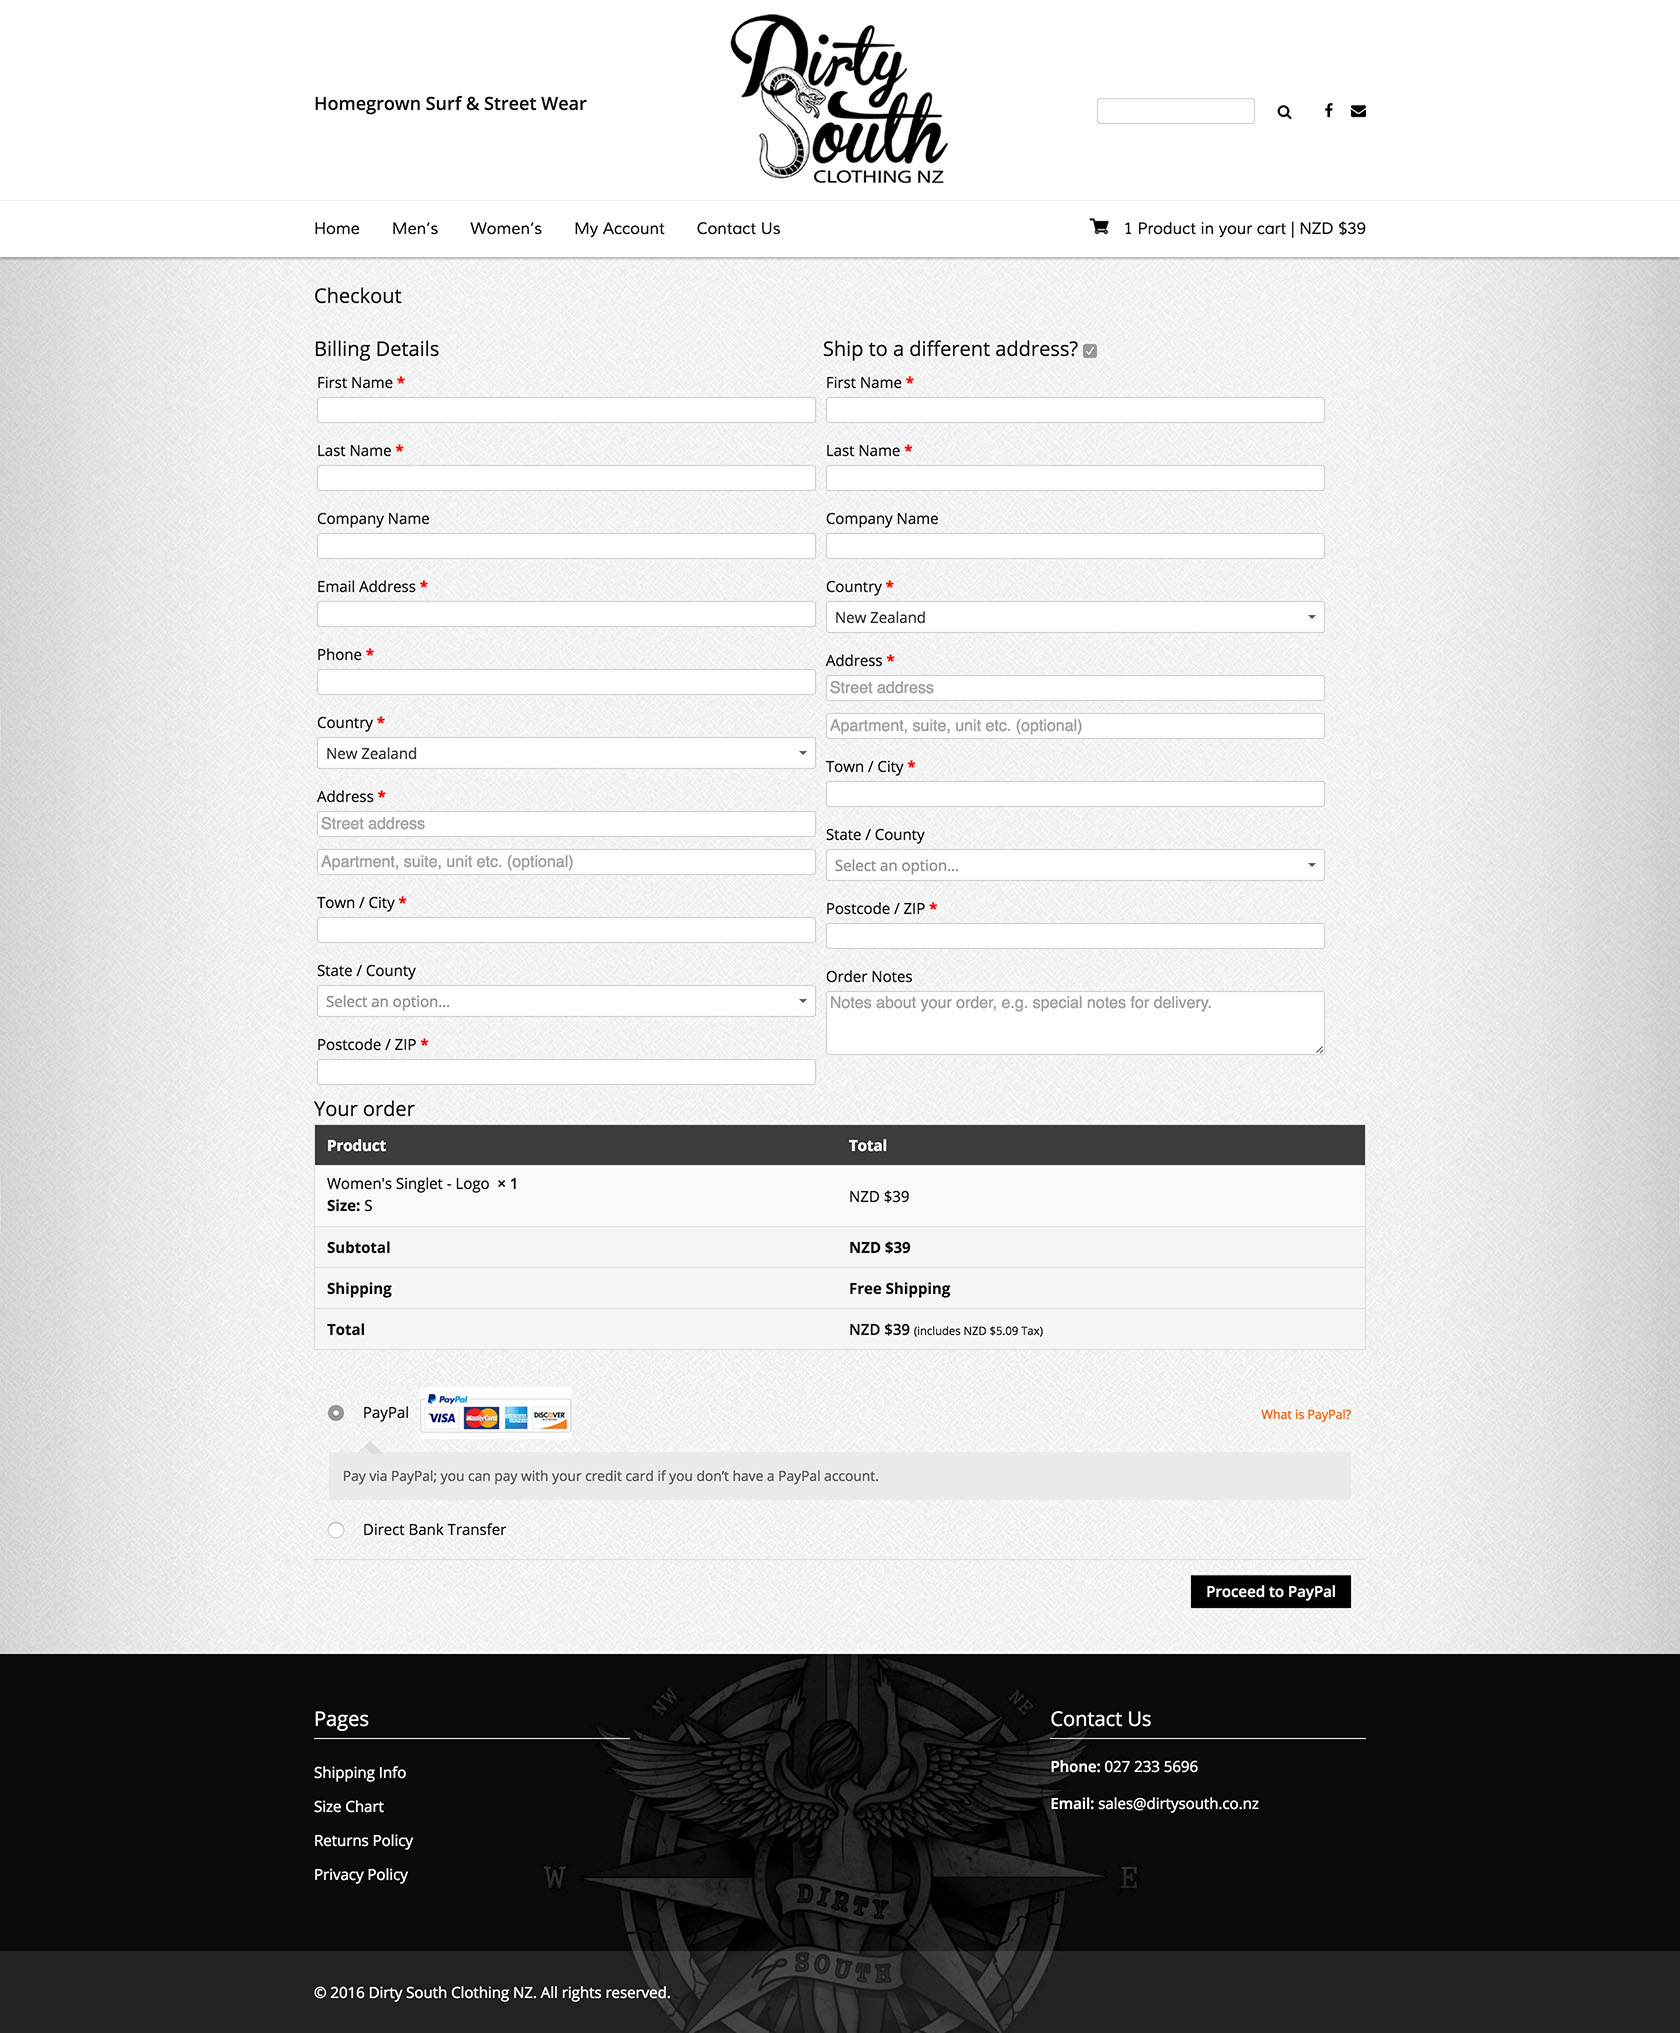 Dirty
South
CLOTHING NZ
Homegrown Surf & Street Wear
Home Men's Women's My Account Contact Us
1 Product in your cart | NZD $39
Checkout
Billing Details
First Name *
Last Name *
Company Name
Email Address *
Phone *
Country *
New Zealand
Address *
Street address
Apartment, suite, unit etc. (optional)
Town / City *
State / County
Select an option...
Postcode / ZIP *
Ship to a different address?
First Name *
Last Name *
Company Name
Country *
New Zealand
Address *
Street address
Apartment, suite, unit etc. (optional)
Town / City *
State / County
Select an option...
Postcode / ZIP *
Order Notes
Notes about your order, e.g. special notes for delivery.
Your order
Product Total
Women's Singlet - Logo × 1
Size: S
NZD $39
Subtotal NZD $39
Shipping Free Shipping
Total NZD $39 (includes NZD $5.09 Tax)
PayPal
PayPal
VISA MasterCard AMERICAN EXPRESS DISCOVER
What is PayPal?
Pay via PayPal; you can pay with your credit card if you don't have a PayPal account.
Direct Bank Transfer
Proceed to PayPal
Pages
Shipping Info
Size Chart
Returns Policy
Privacy Policy
NW NE
W E
DIRTY
SOUTH
Contact Us
Phone: 027 233 5696
Email: sales@dirtysouth.co.nz
© 2016 Dirty South Clothing NZ. All rights reserved.